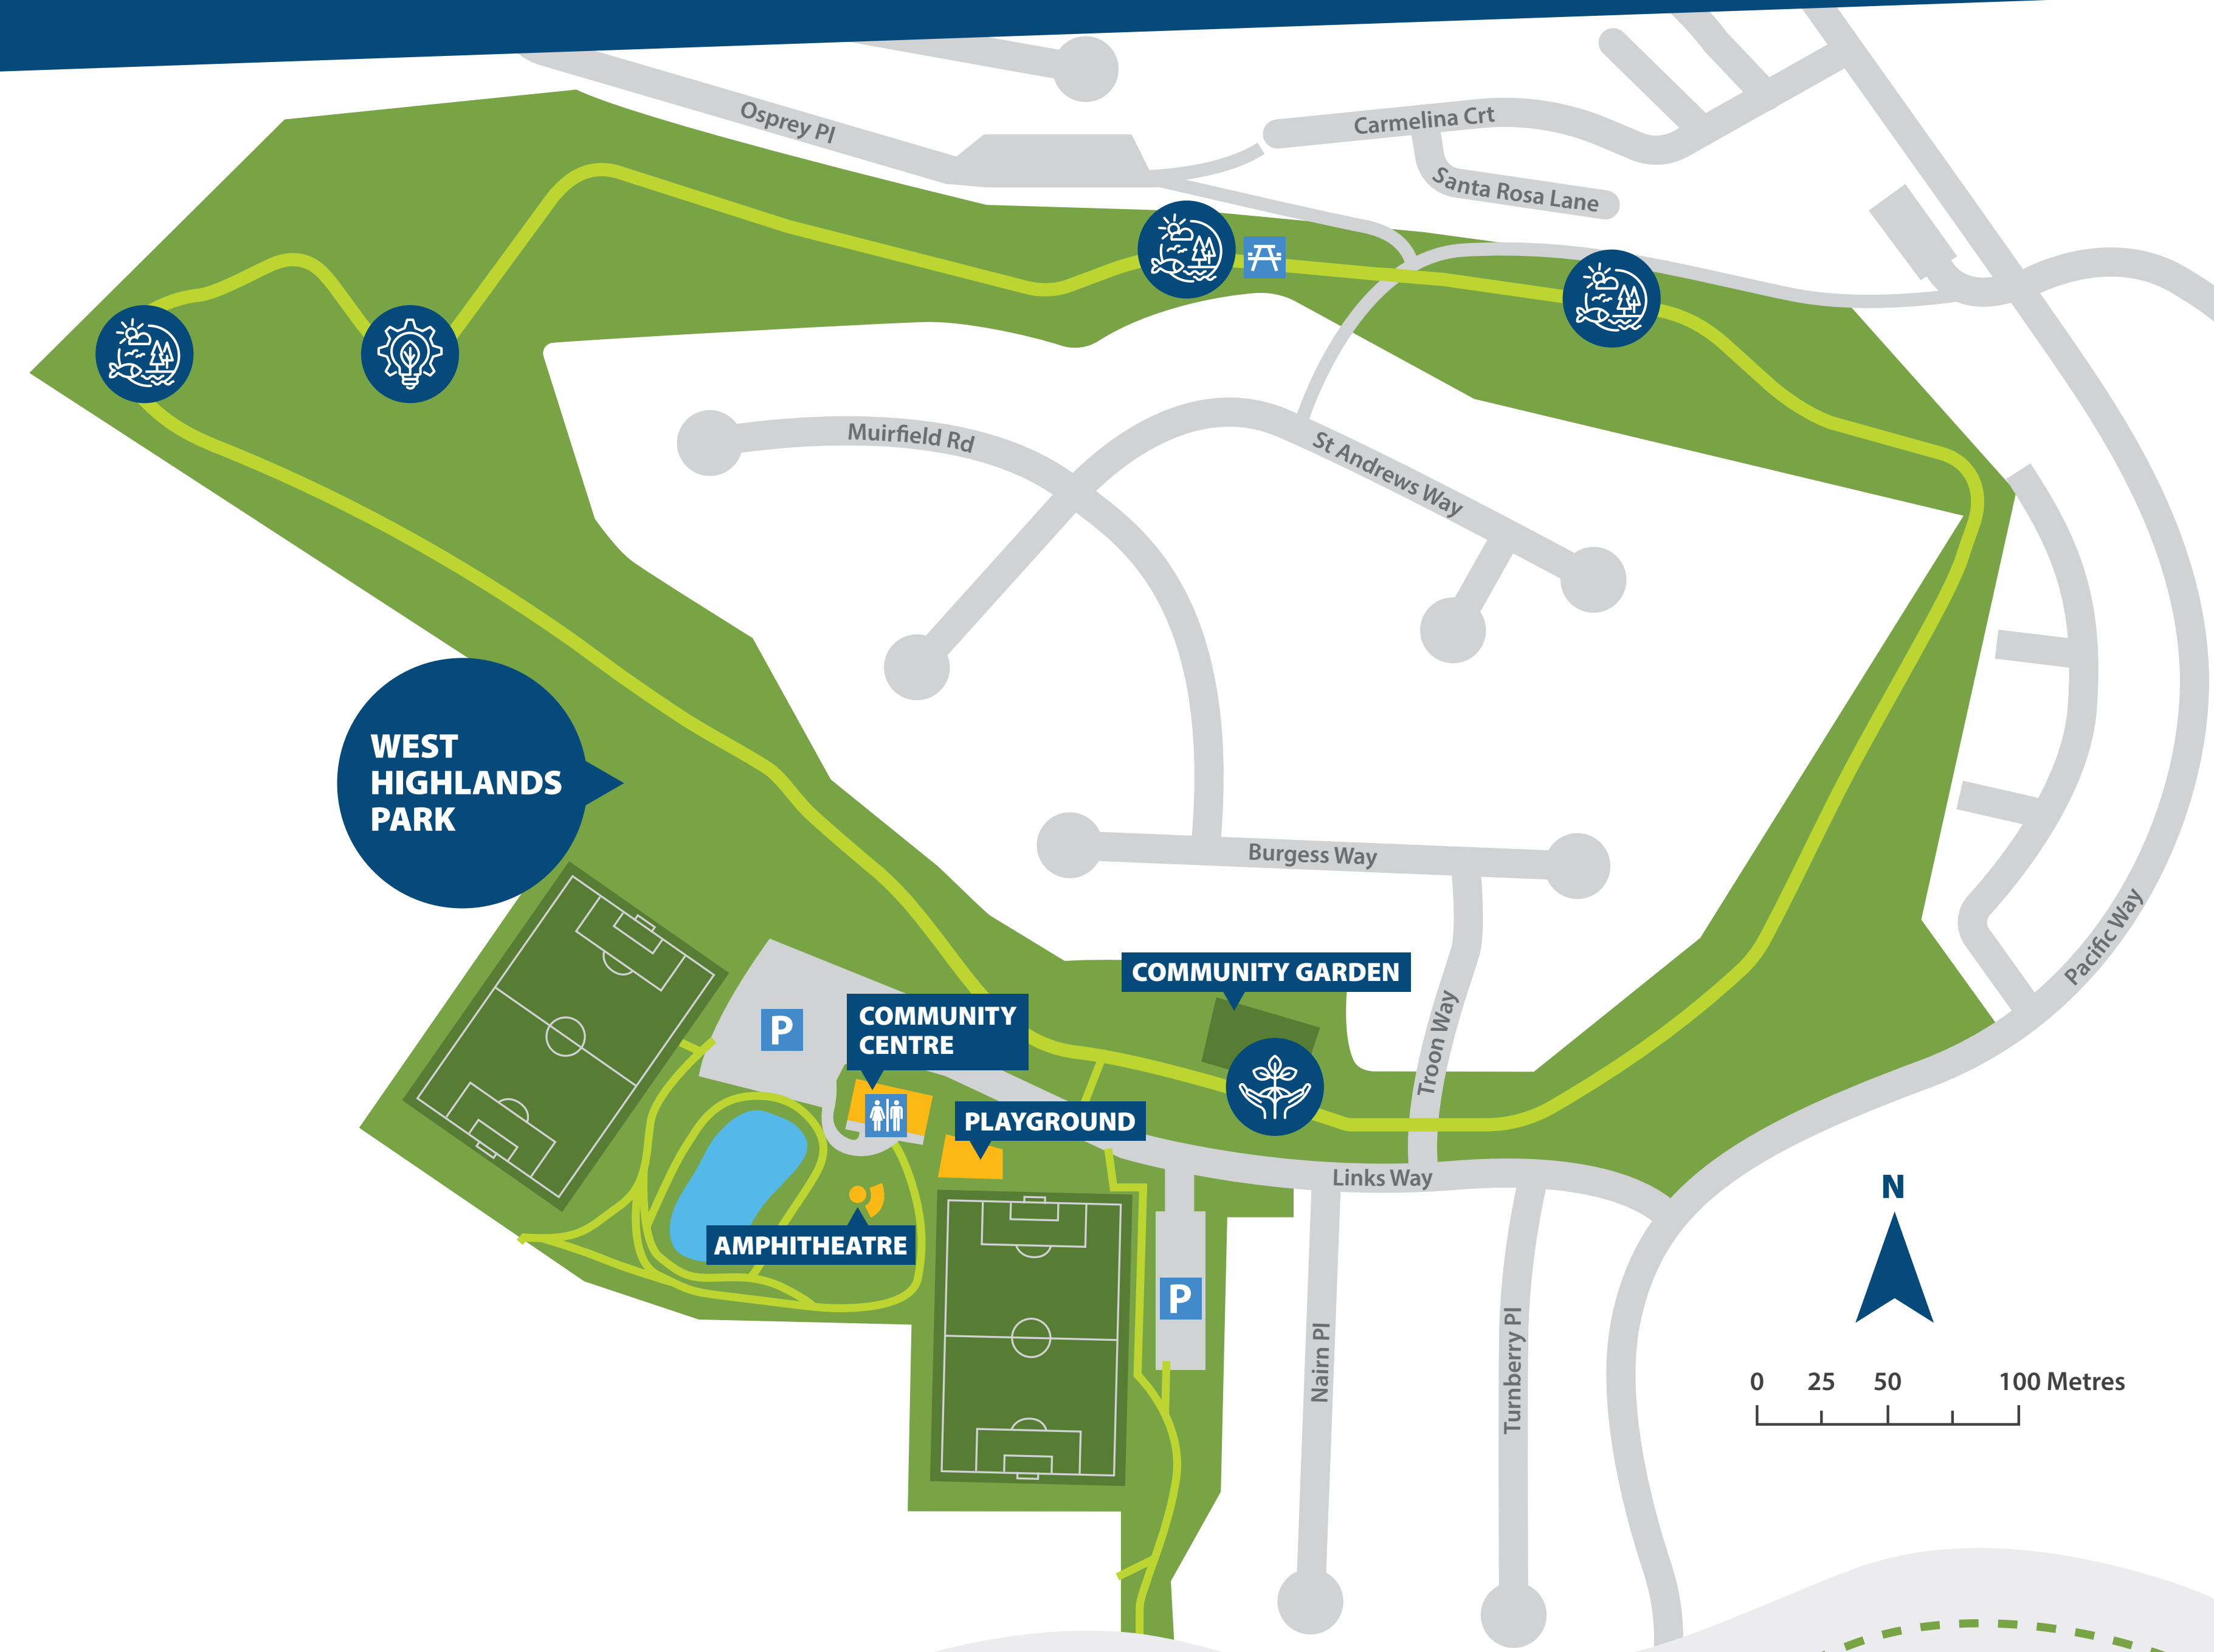 Osprey Pl
Carmelina Crt
Santa Rosa Lane
Muirfield Rd
St Andrews Way
WEST
HIGHLANDS
PARK
Burgess Way
Pacific Way
COMMUNITY GARDEN
COMMUNITY
CENTRE
P
Troon Way
PLAYGROUND
Links Way
AMPHITHEATRE
P
Nairn Pl
Turnberry Pl
N
0 25 50 100 Metres